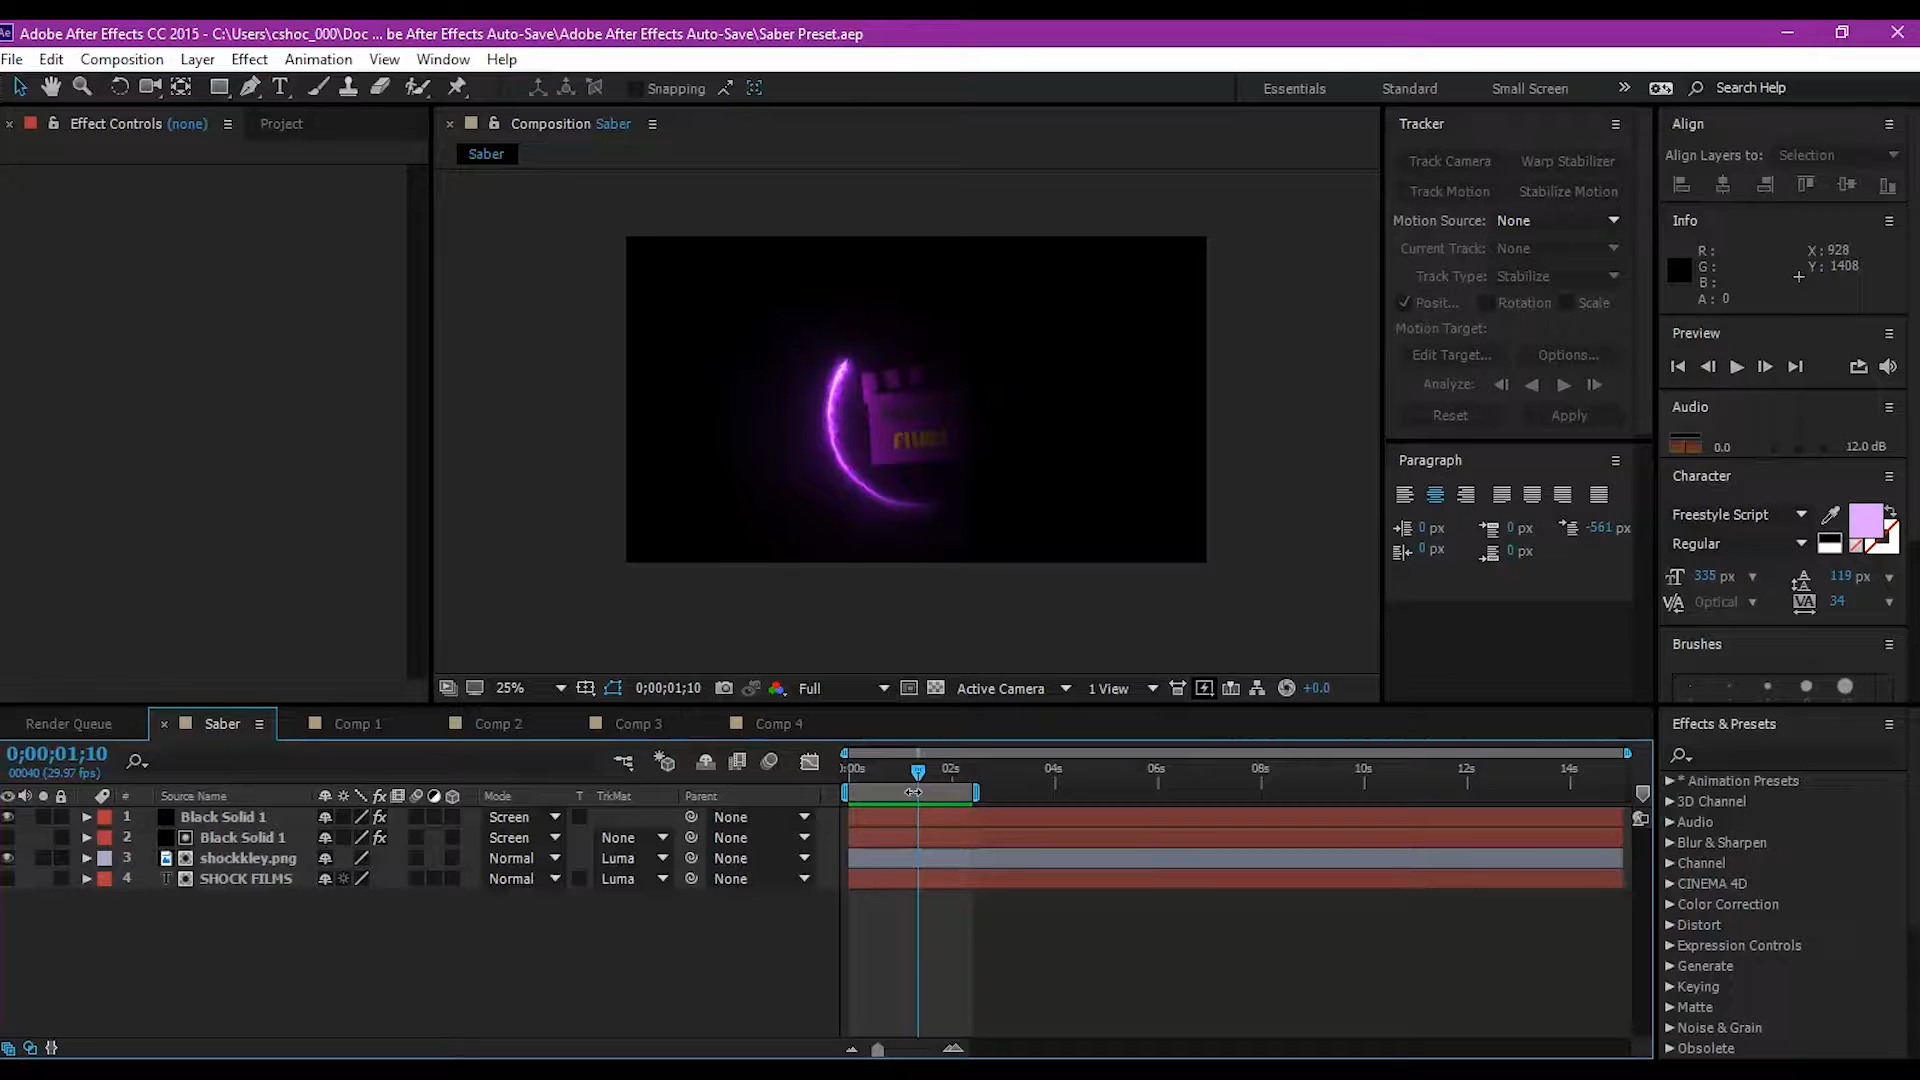 Adobe After Effects CC 2015 - C:\Users\cshoc_000\Doc ... be After Effects Auto-Save\Adobe After Effects Auto-Save\Saber Preset.aep
File Edit Composition Layer Effect Animation View Window Help
Snapping Essentials Standard Small Screen Search Help
Effect Controls (none) Project
Composition Saber
Saber
FILMS
25% 0;00;01;10 Full Active Camera 1 View +0.0
Tracker
Track Camera Warp Stabilizer
Track Motion Stabilize Motion
Motion Source: None
Current Track: None
Track Type: Stabilize
Posit... Rotation Scale
Motion Target:
Edit Target... Options...
Analyze:
Reset Apply
Paragraph
0 px 0 px -561 px
0 px 0 px
Align
Align Layers to: Selection
Info
R: X: 928
G: Y: 1408
B:
A: 0
Preview
Audio
0.0 12.0 dB
Character
Freestyle Script
Regular
335 px 119 px
Optical 34
Brushes
Render Queue Saber Comp 1 Comp 2 Comp 3 Comp 4
0;00;01;10
00040 (29.97 fps)
:00s 02s 04s 06s 08s 10s 12s 14s
# Source Name fx Mode T TrkMat Parent
1 Black Solid 1 fx Screen None
2 Black Solid 1 fx Screen None None
3 shockkley.png Normal Luma None
4 T SHOCK FILMS Normal Luma None
Effects & Presets
* Animation Presets
3D Channel
Audio
Blur & Sharpen
Channel
CINEMA 4D
Color Correction
Distort
Expression Controls
Generate
Keying
Matte
Noise & Grain
Obsolete